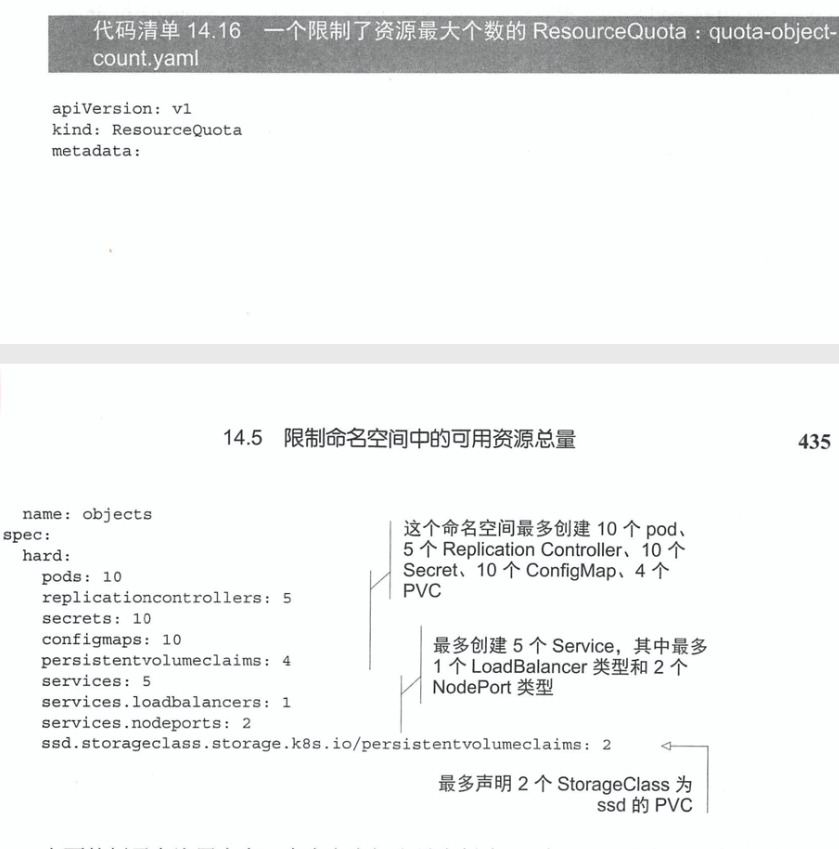 代码清单 14.16 一个限制了资源最大个数的 ResourceQuota：quota-object-
count.yaml
apiVersion: v1
kind: ResourceQuota
metadata:
14.5 限制命名空间中的可用资源总量 435
name: objects
spec:
hard:
pods: 10
replicationcontrollers: 5
secrets: 10
configmaps: 10
persistentvolumeclaims: 4
services: 5
services.loadbalancers: 1
services.nodeports: 2
ssd.storageclass.storage.k8s.io/persistentvolumeclaims: 2
这个命名空间最多创建 10 个 pod、
5 个 Replication Controller、10 个
Secret、10 个 ConfigMap、4 个
PVC
最多创建 5 个 Service，其中最多
1 个 LoadBalancer 类型和 2 个
NodePort 类型
最多声明 2 个 StorageClass 为
ssd 的 PVC